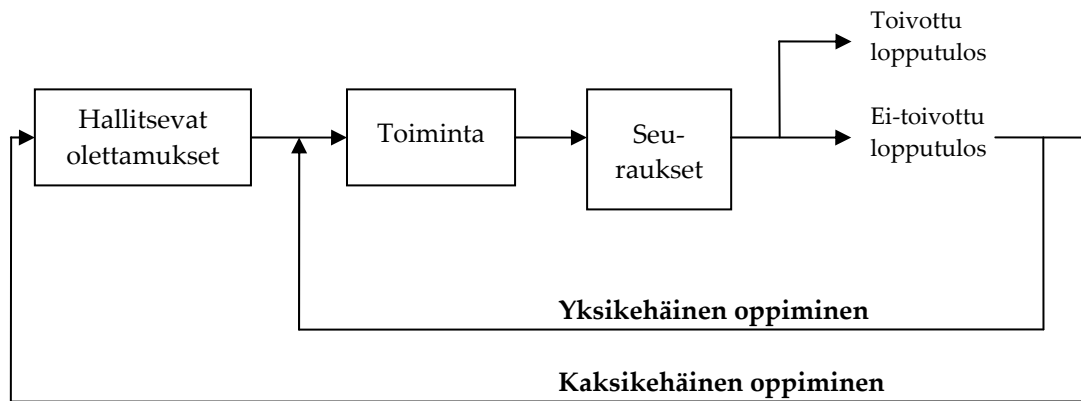 Toivottu
lopputulos
Hallitsevat
olettamukset
Toiminta
Seu-
raukset
Ei-toivottu
lopputulos
Yksikehäinen oppiminen
Kaksikehäinen oppiminen